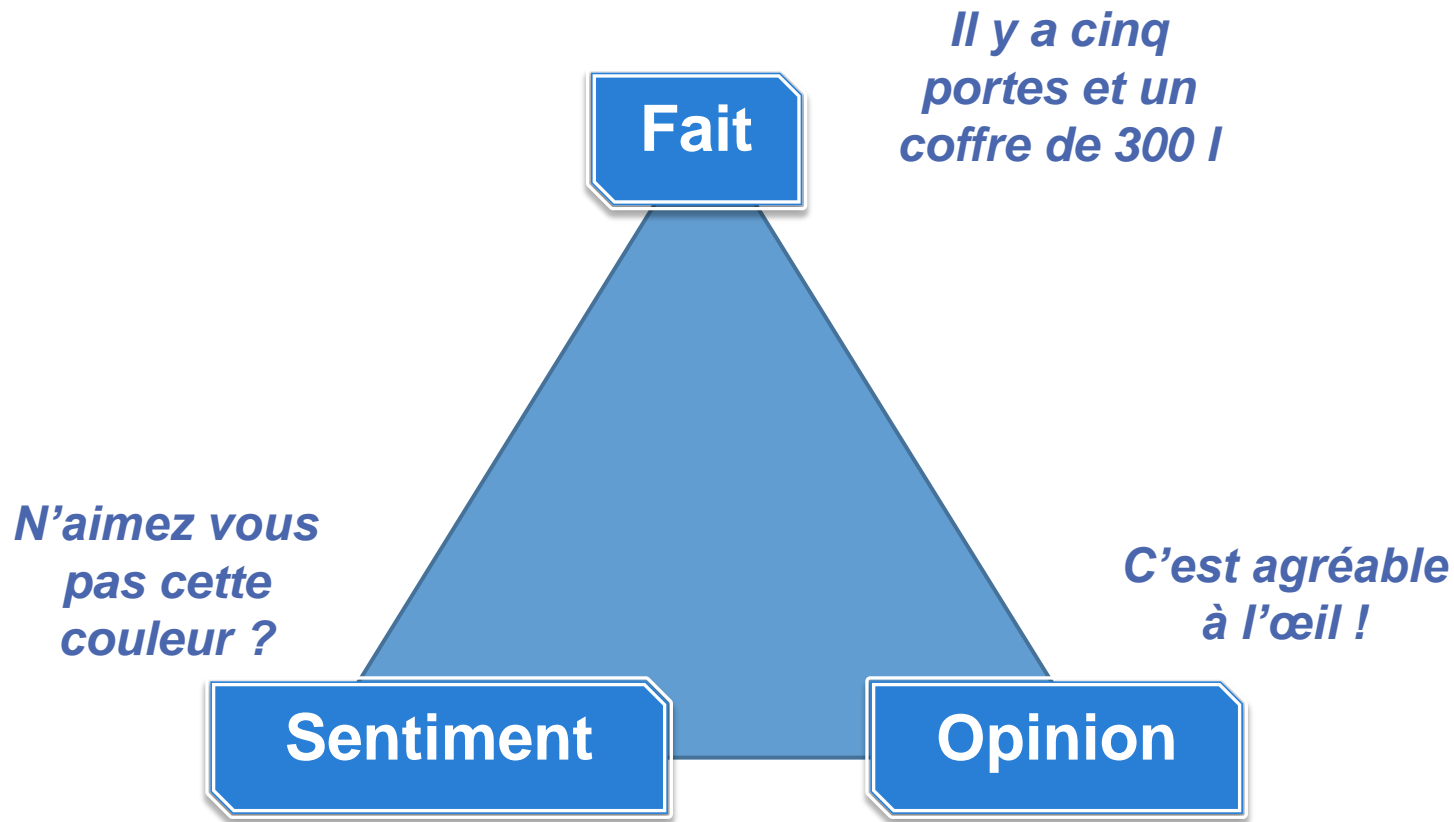 Il y a cinq
portes et un
coffre de 300 l
Fait
N’aimez vous
pas cette
couleur ?
C’est agréable
à l’œil !
Sentiment
Opinion